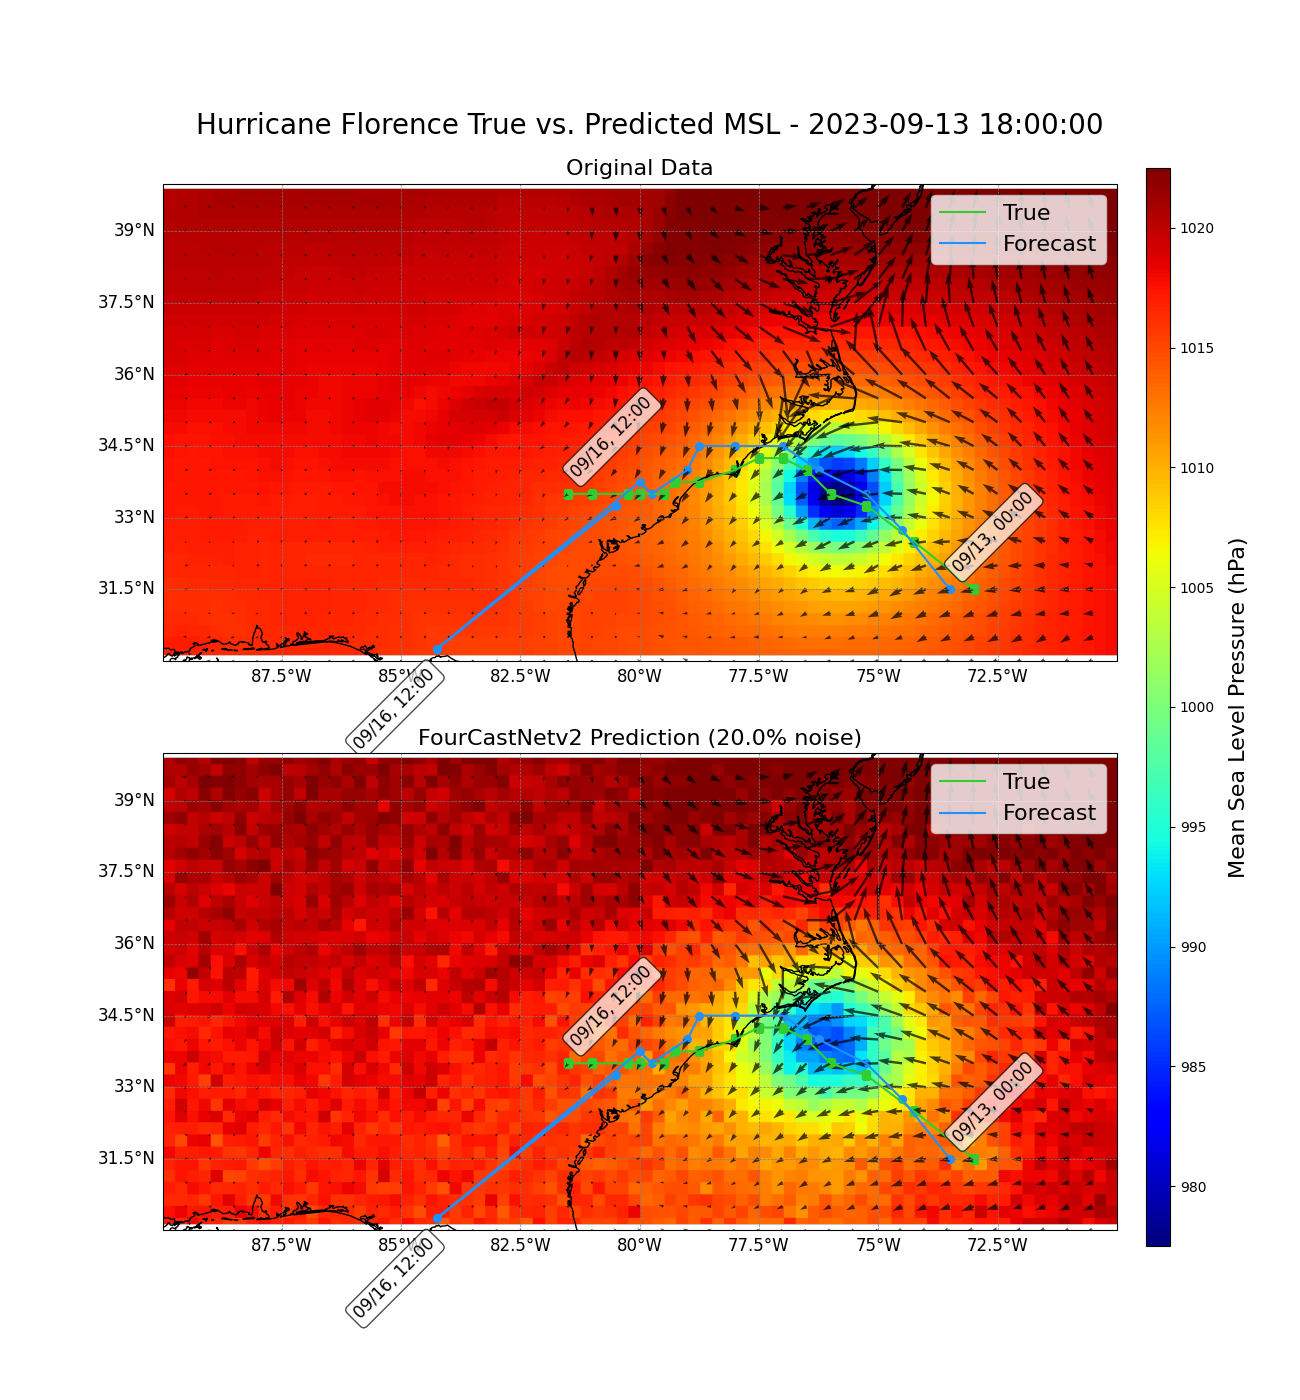 Hurricane Florence True vs. Predicted MSL - 2023-09-13 18:00:00
Original Data
True
Forecast
39°N
37.5°N
36°N
34.5°N
33°N
31.5°N
09/16, 12:00
09/13, 00:00
87.5°W
85°W
82.5°W
80°W
77.5°W
75°W
72.5°W
09/16, 12:00
FourCastNetv2 Prediction (20.0% noise)
True
Forecast
39°N
37.5°N
36°N
34.5°N
33°N
31.5°N
09/16, 12:00
09/13, 00:00
87.5°W
85°W
82.5°W
80°W
77.5°W
75°W
72.5°W
09/16, 12:00
1020
1015
1010
1005
1000
995
990
985
980
Mean Sea Level Pressure (hPa)